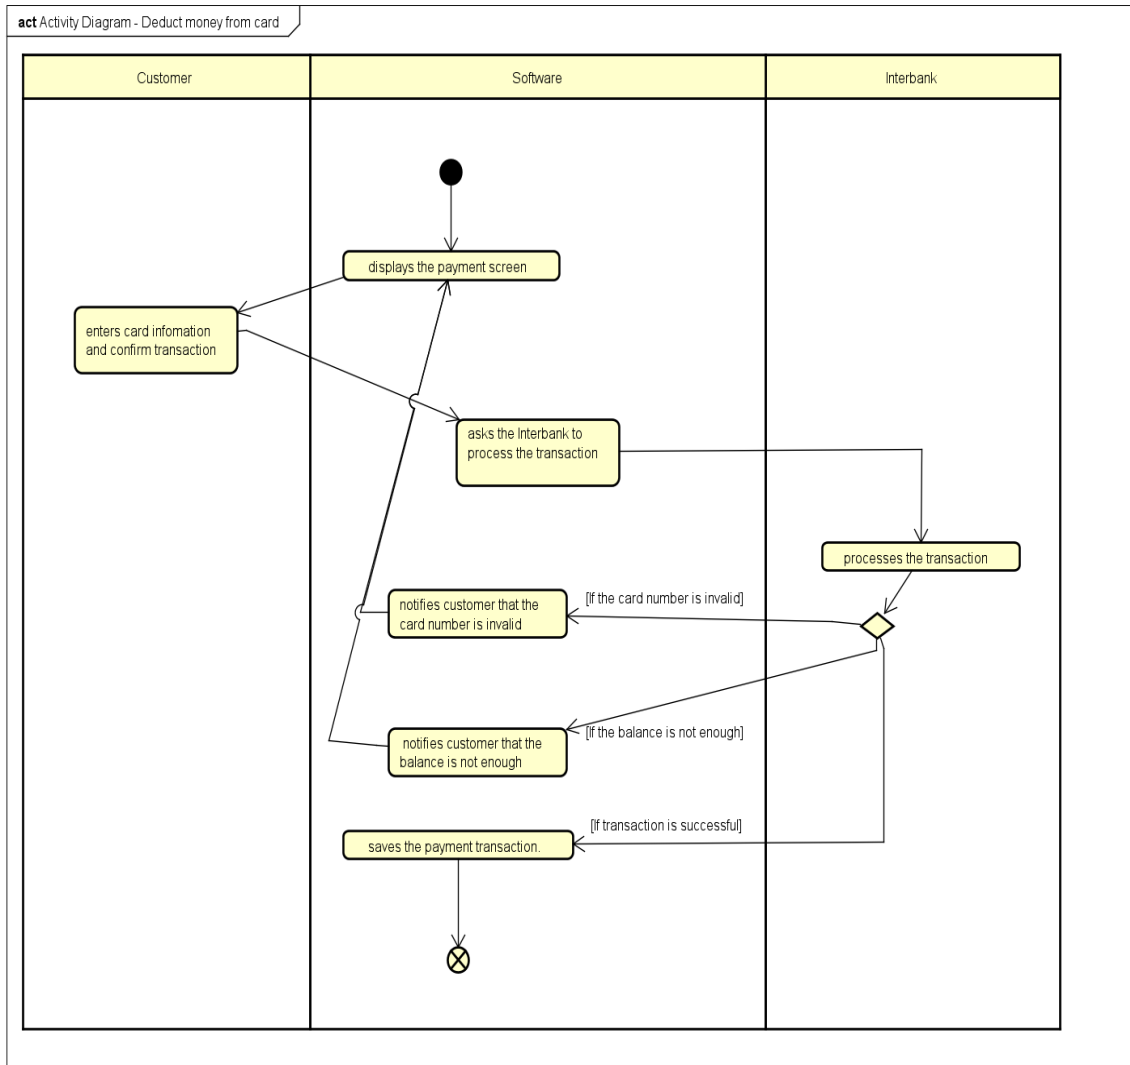 act Activity Diagram - Deduct money from card
Customer
Software
Interbank
displays the payment screen
enters card infomation
and confirm transaction
asks the Interbank to
process the transaction
processes the transaction
[If the card number is invalid]
notifies customer that the
card number is invalid
[If the balance is not enough]
notifies customer that the
balance is not enough
[If transaction is successful]
saves the payment transaction.